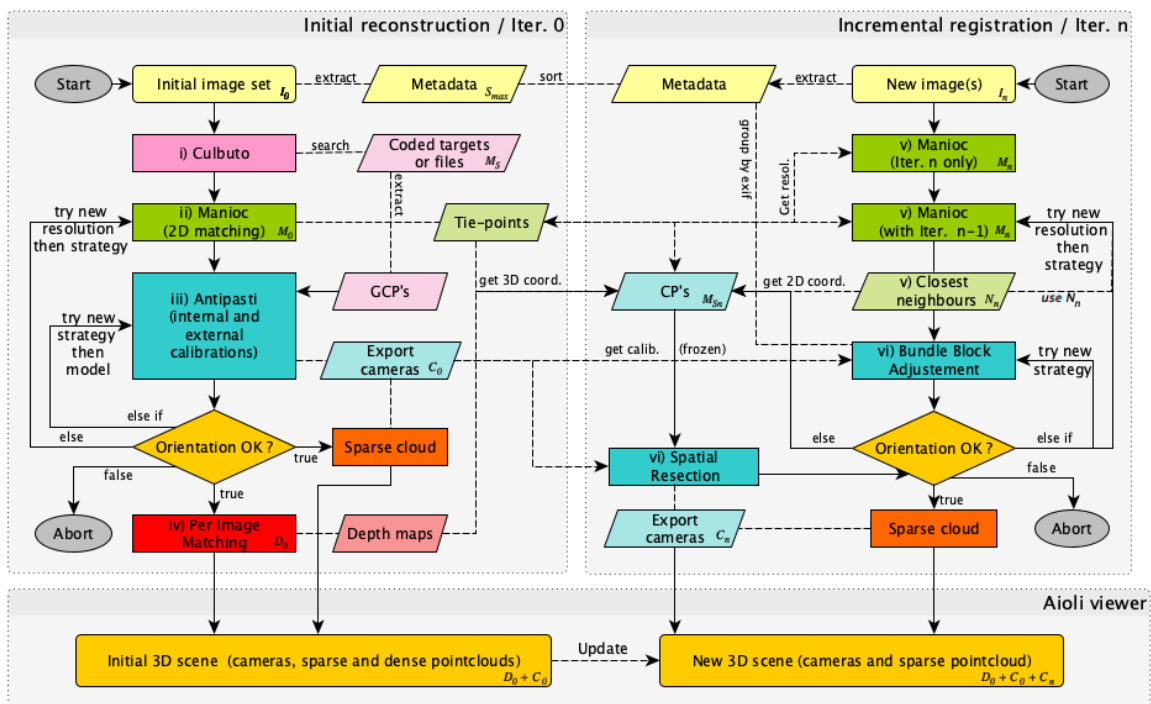 Initial reconstruction / Iter. 0
Start
Initial image set
I0
extract
Metadata
Smax
sort
i) Culbuto
search
Coded targets
or files
MS
extract
try new
resolution
then strategy
ii) Manioc
(2D matching)
M0
Tie-points
GCP's
get 3D coord.
iii) Antipasti
(internal and
external
calibrations)
try new
strategy
then
model
Export
cameras
C0
else if
else
Orientation OK ?
true
Sparse cloud
false
true
Abort
iv) Per Image
Matching
D0
Depth maps
Incremental registration / Iter. n
Metadata
extract
New image(s)
In
Start
group by exif
Get resol.
v) Manioc
(Iter. n only)
Mn
v) Manioc
(with Iter. n-1)
Mn
try new
resolution
then
strategy
CP's
MSn
get 2D coord.
v) Closest
neighbours
Nn
use Nn
get calib.
(frozen)
vi) Bundle Block
Adjustement
try new
strategy
else
Orientation OK ?
else if
false
true
vi) Spatial
Resection
Export
cameras
Cn
Sparse cloud
Abort
Aioli viewer
Initial 3D scene (cameras, sparse and dense pointclouds)
D0 + C0
Update
New 3D scene (cameras and sparse pointcloud)
D0 + C0 + Cn